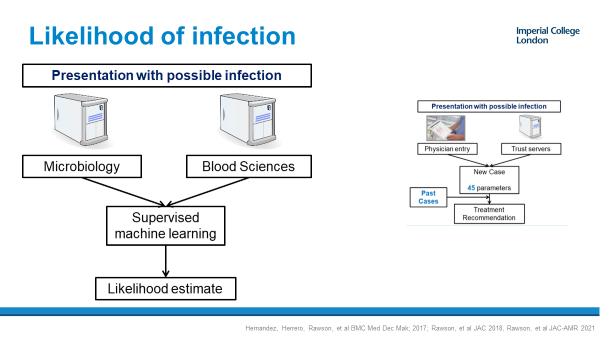 Likelihood of infection
Imperial College
London
Presentation with possible infection
Microbiology
Blood Sciences
Supervised
machine learning
Likelihood estimate
Presentation with possible infection
Physician entry
Trust servers
New Case
45 parameters
Past
Cases
Treatment
Recommendation
Hernandez, Herrero, Rawson, et al BMC Med Dec Mak; 2017; Rawson, et al JAC 2018, Rawson, et al JAC-AMR 2021